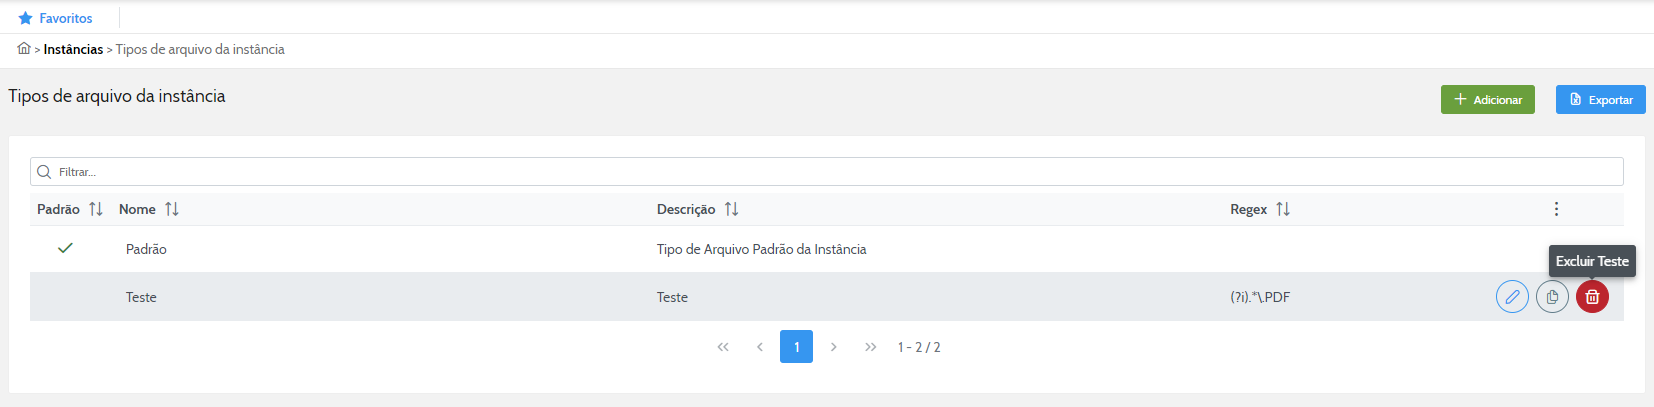 Favoritos
> Instâncias > Tipos de arquivo da instância
Tipos de arquivo da instância
Adicionar
Exportar
Filtrar...
Padrão Nome Descrição Regex
Padrão Tipo de Arquivo Padrão da Instância
Excluir Teste
Teste Teste (?i).*\.PDF
1 1 - 2 / 2